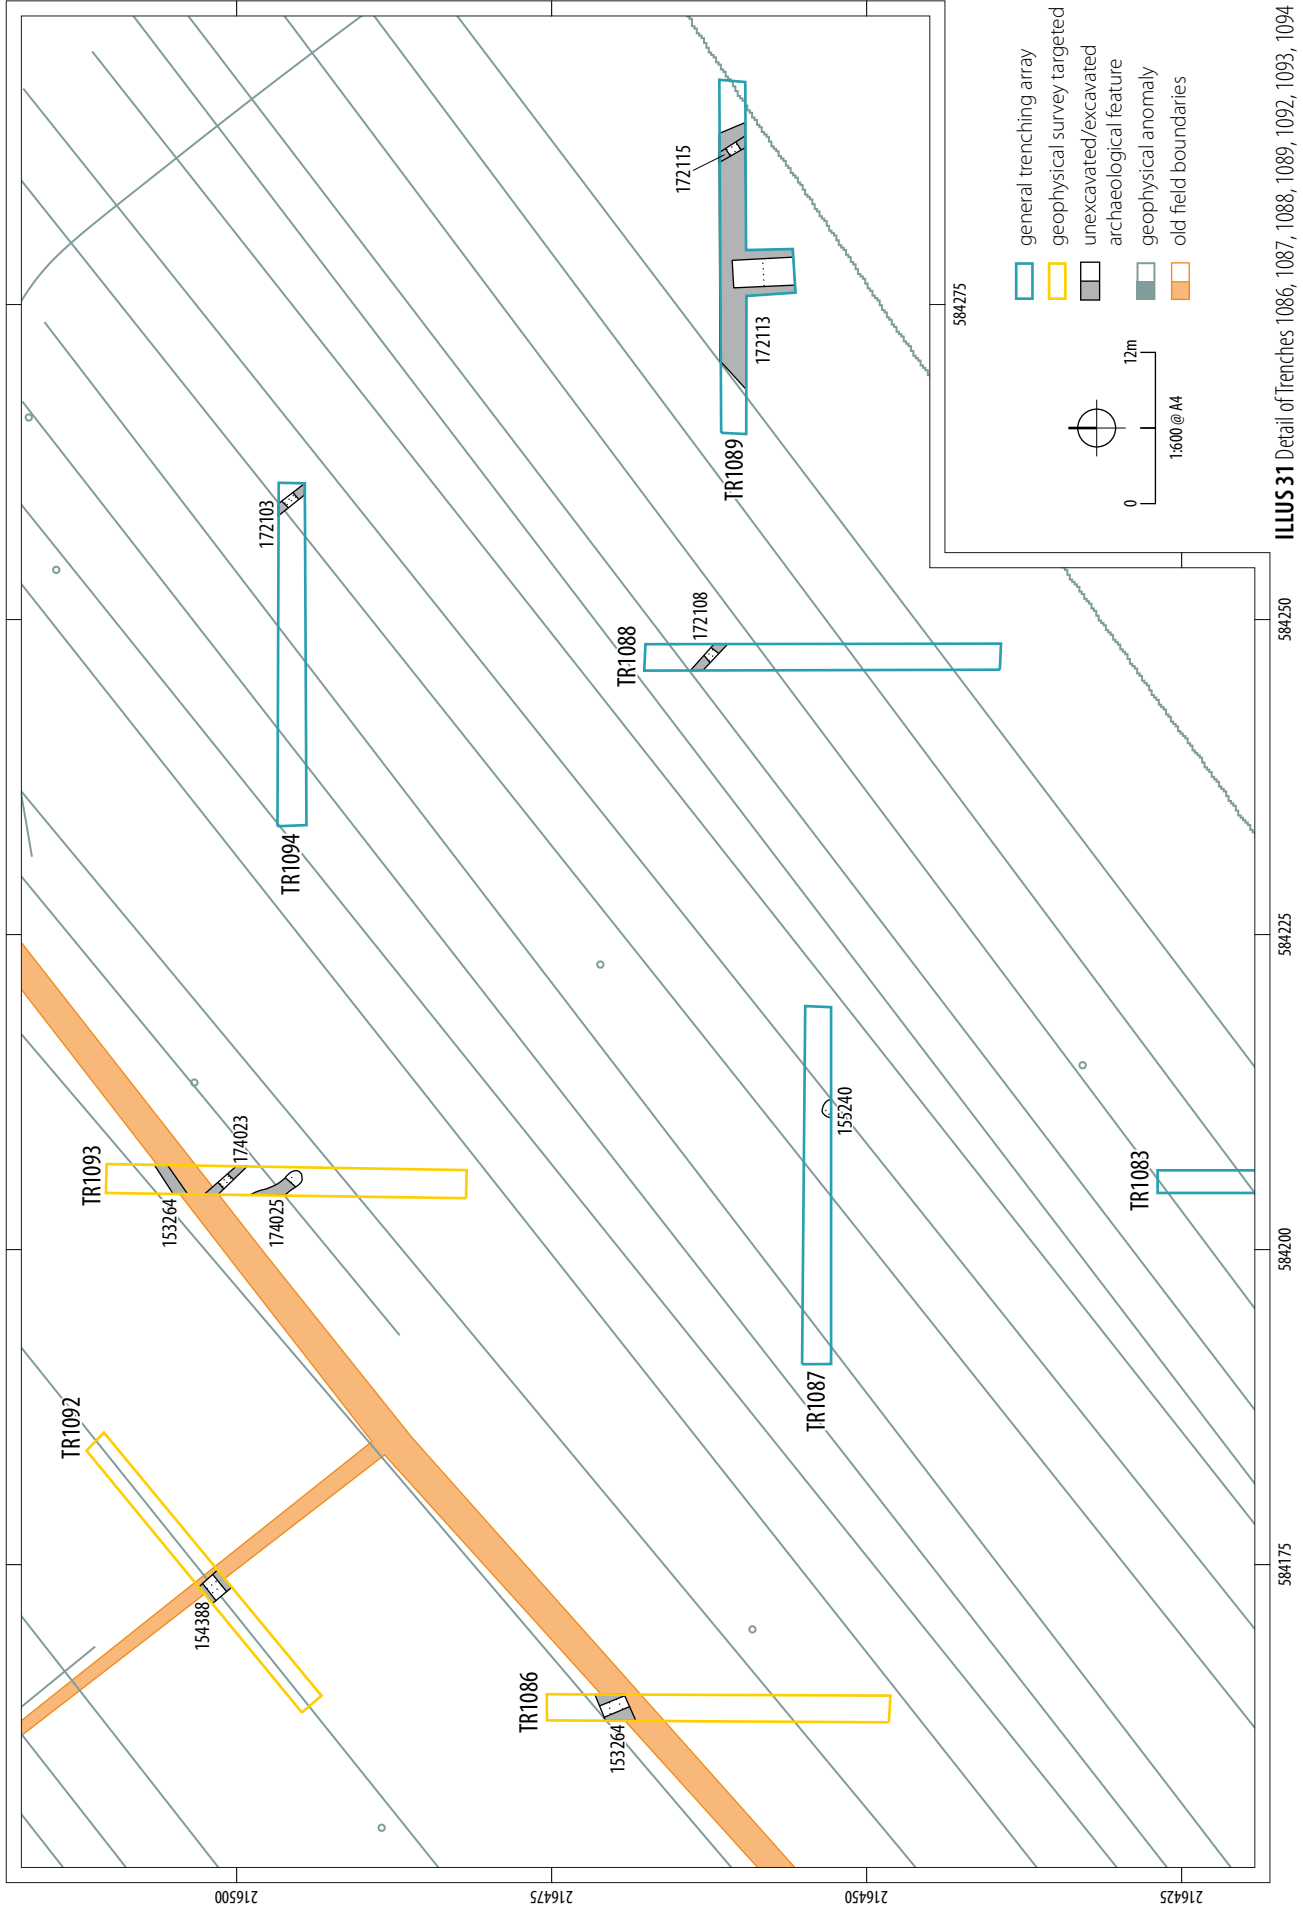 TR1092
154388
TR1093
153264
174023
174025
TR1094
172103
TR1086
153264
TR1087
155240
TR1088
172108
TR1089
172113
172115
TR1083
216500
216475
216450
216425
584175
584200
584225
584250
584275
general trenching array
geophysical survey targeted
unexcavated/excavated
archaeological feature
geophysical anomaly
old field boundaries
0
12m
1:600 @ A4
ILLUS 31 Detail of Trenches 1086, 1087, 1088, 1089, 1092, 1093, 1094